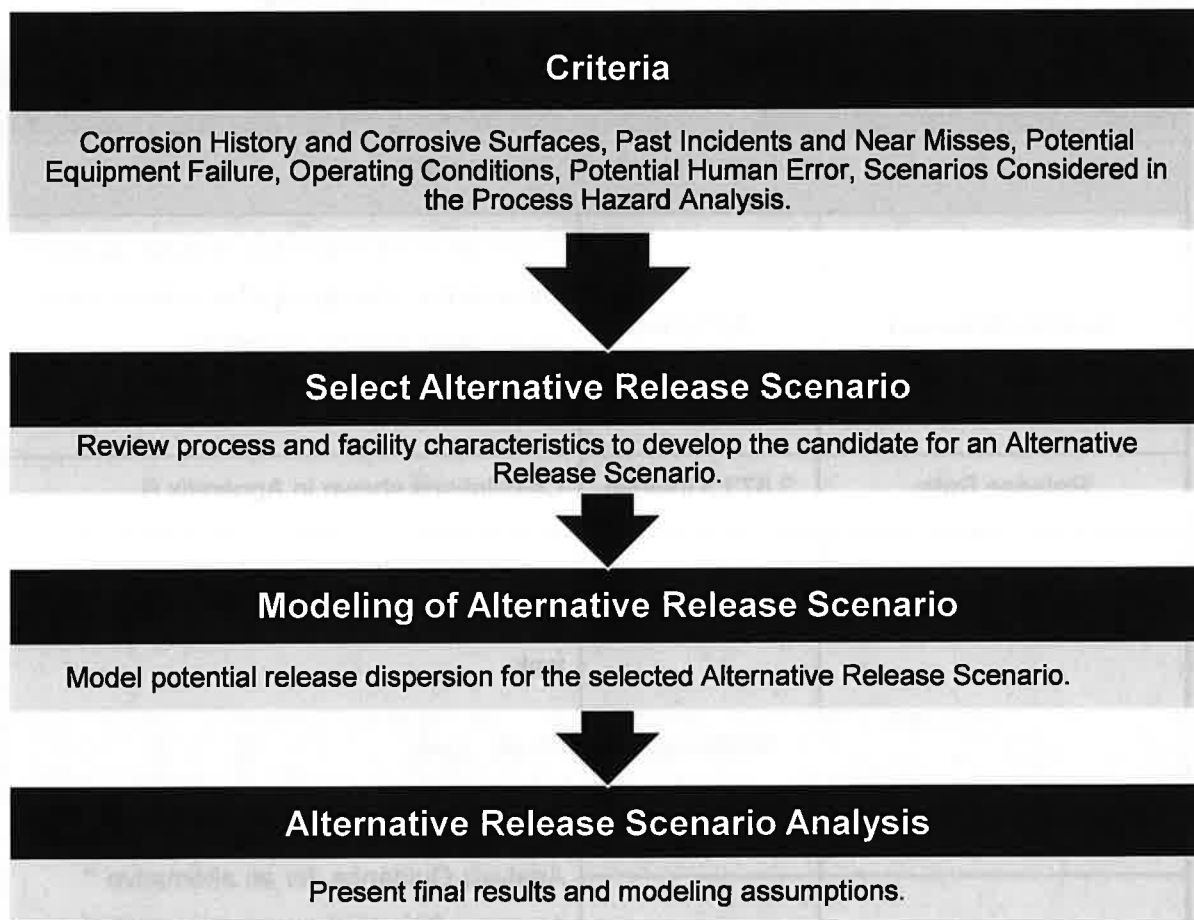 Criteria
Corrosion History and Corrosive Surfaces, Past Incidents and Near Misses, Potential
Equipment Failure, Operating Conditions, Potential Human Error, Scenarios Considered in
the Process Hazard Analysis.
Select Alternative Release Scenario
Review process and facility characteristics to develop the candidate for an Alternative
Release Scenario.
Modeling of Alternative Release Scenario
Model potential release dispersion for the selected Alternative Release Scenario.
Alternative Release Scenario Analysis
Present final results and modeling assumptions.